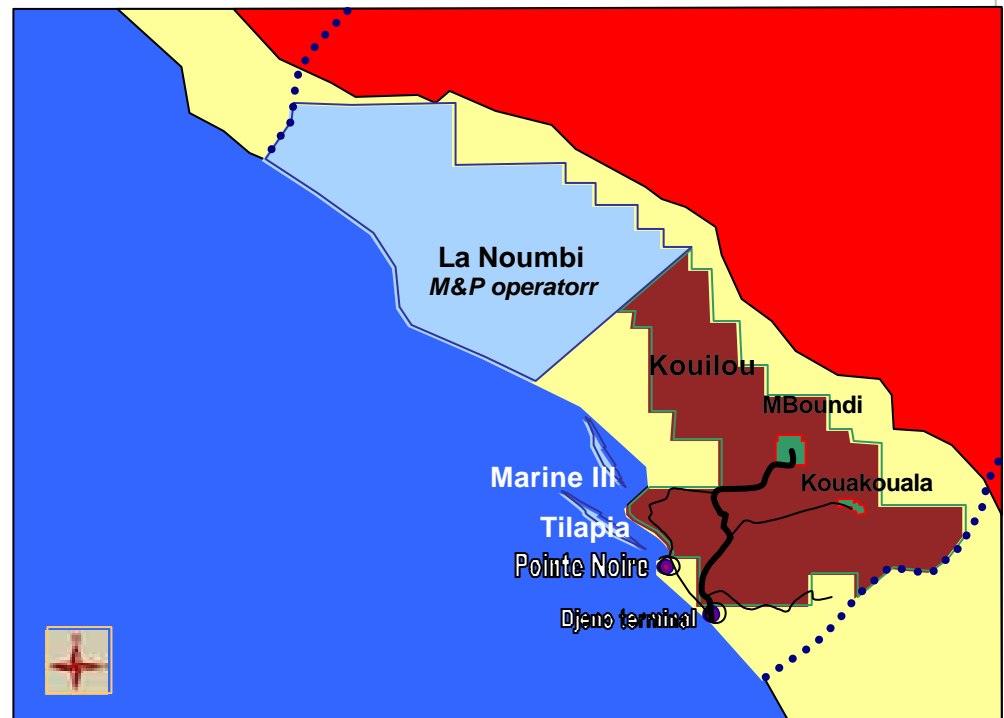 La Noumbi
M&P operatorr
Kouilou
MBoundi
Marine III
Kouakouala
Tilapia
Pointe Noire
Djeno terminal